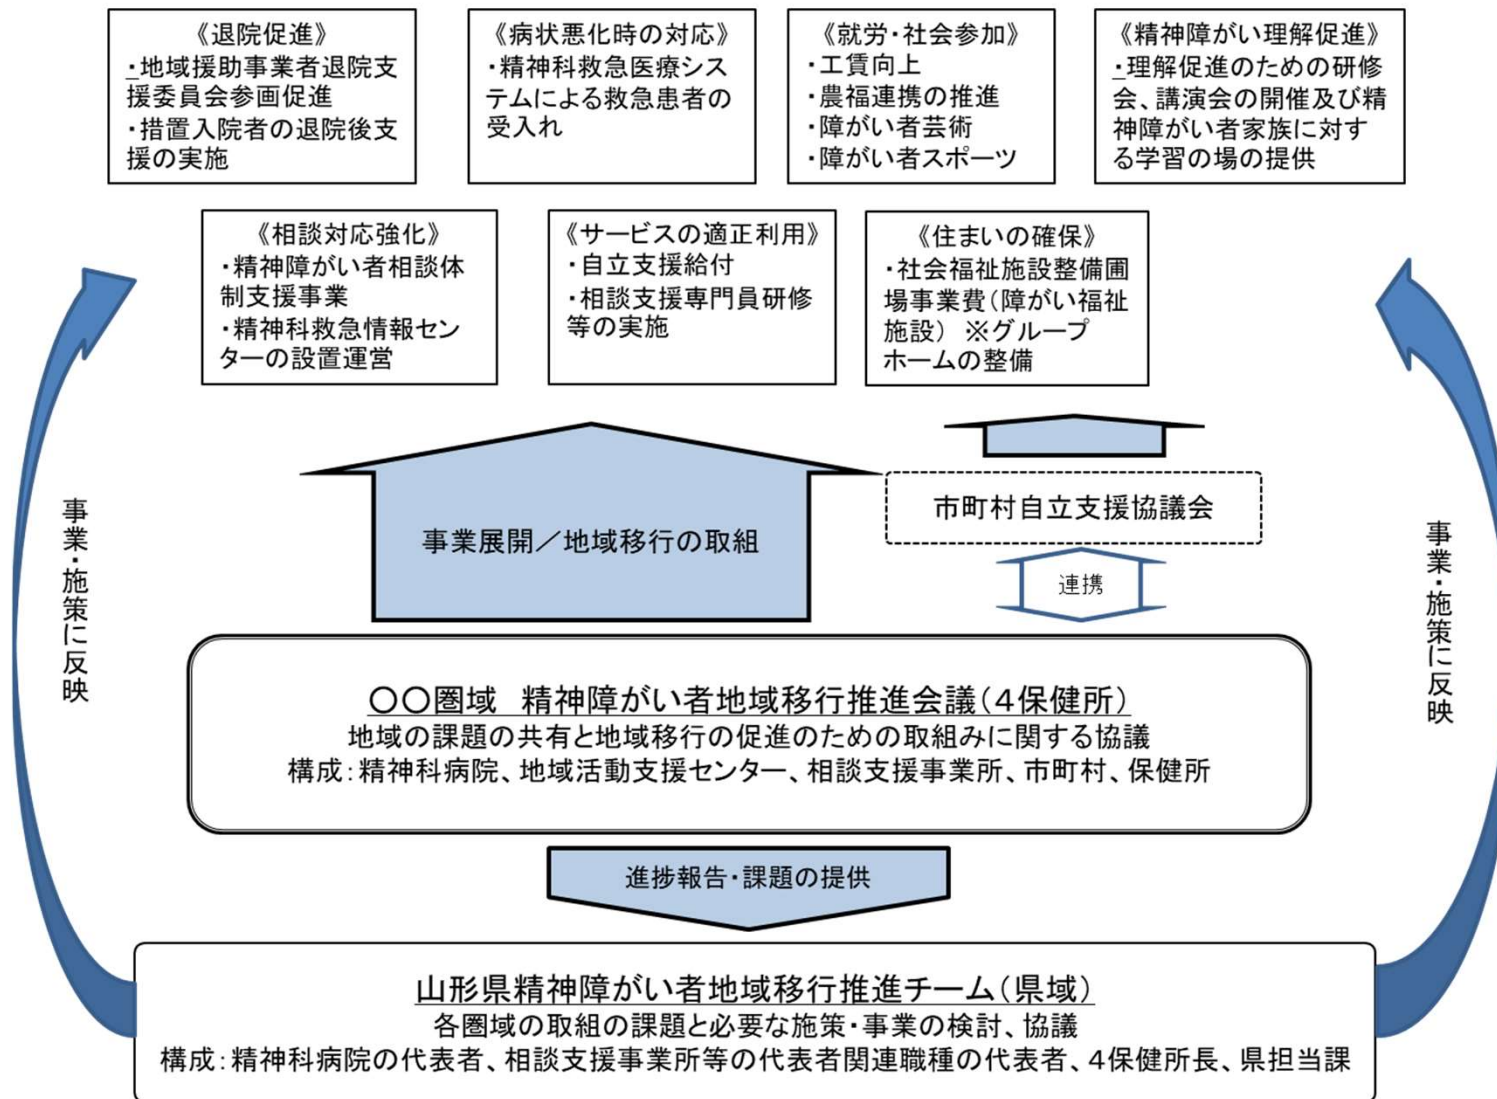 《退院促進》
・地域援助事業者退院支
援委員会参画促進
・措置入院者の退院後支
援の実施
《病状悪化時の対応》
・精神科救急医療シス
テムによる救急患者の
受入れ
《就労・社会参加》
・工賃向上
・農福連携の推進
・障がい者芸術
・障がい者スポーツ
《精神障がい理解促進》
・理解促進のための研修
会、講演会の開催及び精
神障がい者家族に対す
る学習の場の提供
《相談対応強化》
・精神障がい者相談体
制支援事業
・精神科救急情報セン
ターの設置運営
《サービスの適正利用》
・自立支援給付
・相談支援専門員研修
等の実施
《住まいの確保》
・社会福祉施設整備圃
場事業費（障がい福祉
施設）　※グループ
ホームの整備
事業・施策に反映
事業展開／地域移行の取組
市町村自立支援協議会
連携
事業・施策に反映
〇〇圏域　精神障がい者地域移行推進会議（４保健所）
地域の課題の共有と地域移行の促進のための取組みに関する協議
構成：精神科病院、地域活動支援センター、相談支援事業所、市町村、保健所
進捗報告・課題の提供
山形県精神障がい者地域移行推進チーム（県域）
各圏域の取組の課題と必要な施策・事業の検討、協議
構成：精神科病院の代表者、相談支援事業所等の代表者関連職種の代表者、４保健所長、県担当課